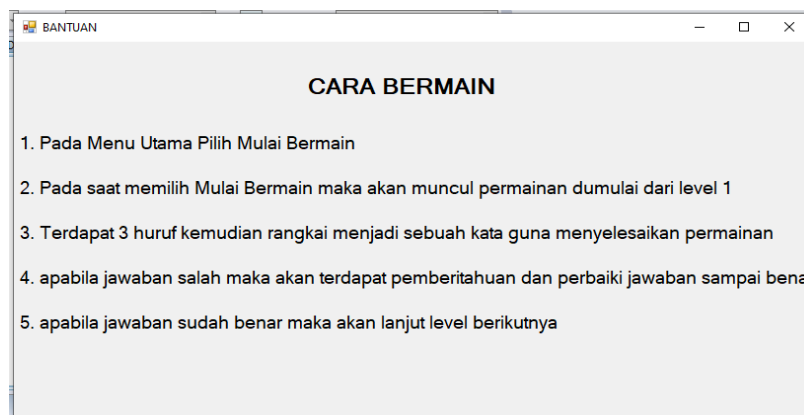 BANTUAN
CARA BERMAIN
1. Pada Menu Utama Pilih Mulai Bermain
2. Pada saat memilih Mulai Bermain maka akan muncul permainan dumulai dari level 1
3. Terdapat 3 huruf kemudian rangkai menjadi sebuah kata guna menyelesaikan permainan
4. apabila jawaban salah maka akan terdapat pemberitahuan dan perbaiki jawaban sampai bena
5. apabila jawaban sudah benar maka akan lanjut level berikutnya